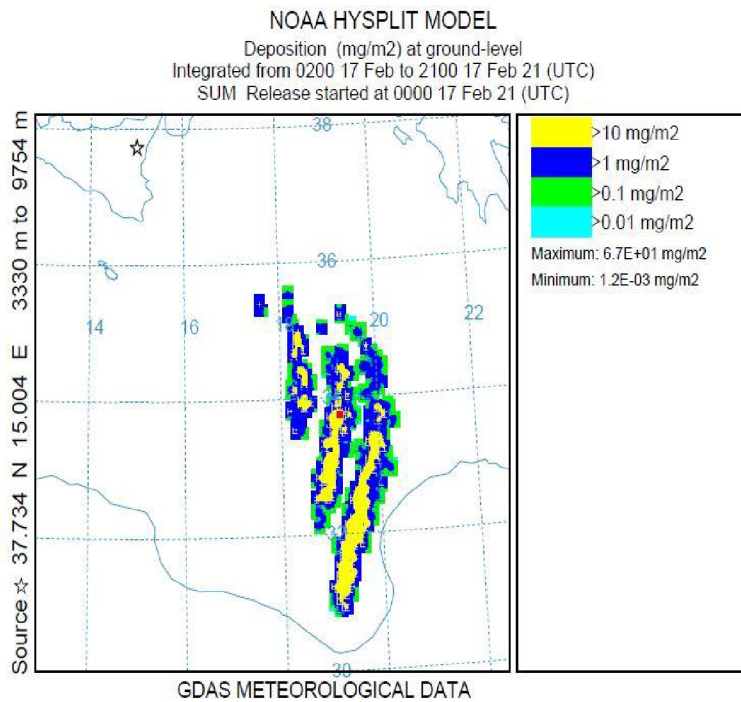 NOAA HYSPLIT MODEL
Deposition (mg/m2) at ground-level
Integrated from 0200 17 Feb to 2100 17 Feb 21 (UTC)
SUM Release started at 0000 17 Feb 21 (UTC)
Source ☆ 37.734 N 15.004 E 3330 m to 9754 m
38
36
14
16
18
20
22
32
30
>10 mg/m2
>1 mg/m2
>0.1 mg/m2
>0.01 mg/m2
Maximum: 6.7E+01 mg/m2
Minimum: 1.2E-03 mg/m2
GDAS METEOROLOGICAL DATA